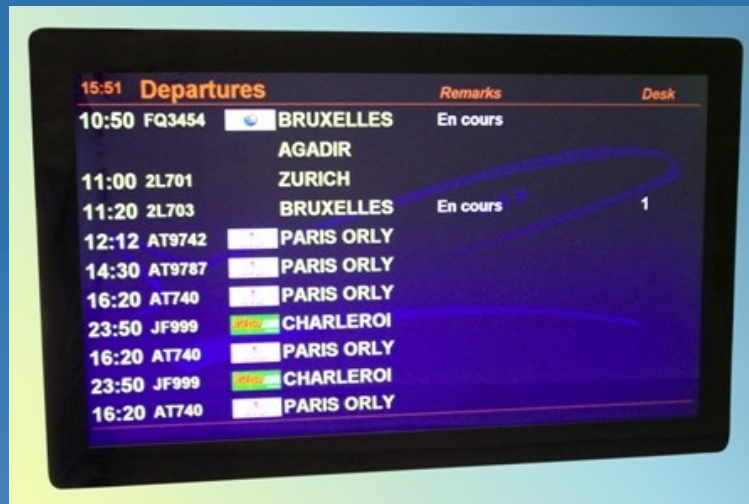 15:51 Departures Remarks Desk
10:50 FQ3454 BRUXELLES En cours
AGADIR
11:00 2L701 ZURICH
11:20 2L703 BRUXELLES En cours 1
12:12 AT9742 PARIS ORLY
14:30 AT9787 PARIS ORLY
16:20 AT740 PARIS ORLY
23:50 JF999 CHARLEROI
16:20 AT740 PARIS ORLY
23:50 JF999 CHARLEROI
16:20 AT740 PARIS ORLY